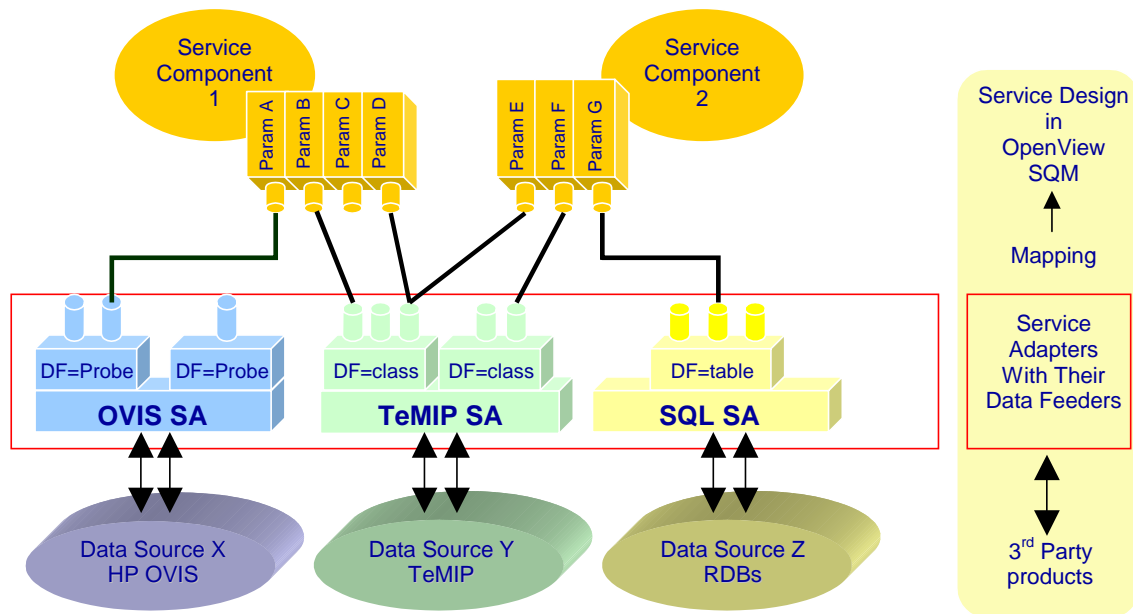 Service
Component
1
Param A
Param B
Param C
Param D
Param E
Param F
Param G
Service
Component
2
Service Design
in
OpenView
SQM
Mapping
Service
Adapters
With Their
Data Feeders
3rd Party
products
DF=Probe
DF=Probe
OVIS SA
DF=class
DF=class
TeMIP SA
DF=table
SQL SA
Data Source X
HP OVIS
Data Source Y
TeMIP
Data Source Z
RDBs